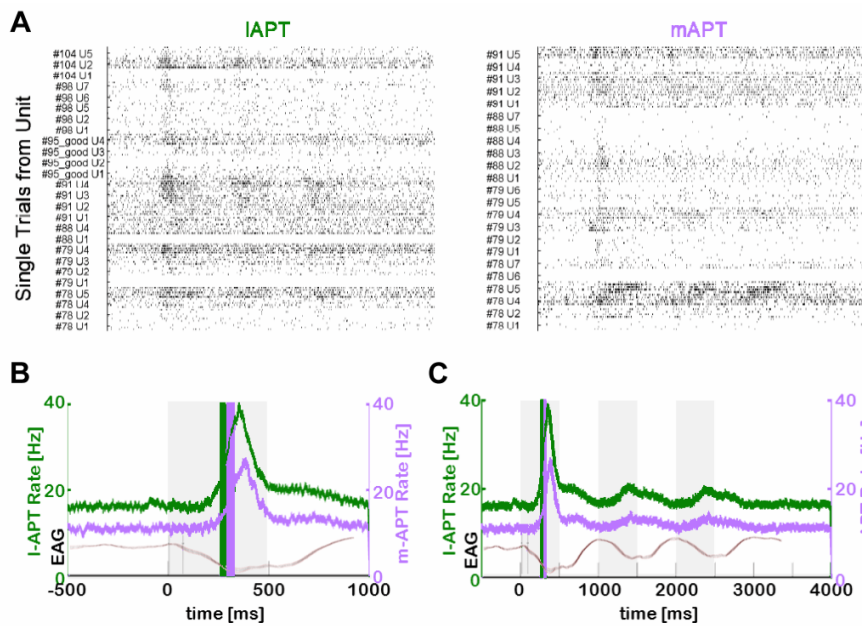 A
lAPT
mAPT
Single Trials from Unit
#104 U5
#104 U2
#104 U1
#98 U7
#98 U6
#98 U5
#98 U2
#98 U1
#95_good U4
#95_good U3
#95_good U2
#95_good U1
#91 U4
#91 U3
#91 U2
#91 U1
#88 U4
#88 U1
#79 U4
#79 U3
#70 U2
#79 U1
#78 U5
#78 U4
#78 U2
#78 U1
#91 U5
#91 U4
#91 U3
#91 U2
#91 U1
#88 U7
#88 U5
#88 U4
#88 U3
#88 U2
#88 U1
#79 U6
#79 U5
#79 U4
#79 U3
#79 U2
#79 U1
#78 U7
#78 U6
#78 U5
#78 U4
#78 U2
#78 U1
B
40
20
0
l-APT Rate [Hz]
EAG
-500
0
500
1000
time [ms]
40
20
0
m-APT Rate [Hz]
C
40
20
0
l-APT Rate [Hz]
EAG
0
1000
2000
3000
4000
time [ms]
40
20
0